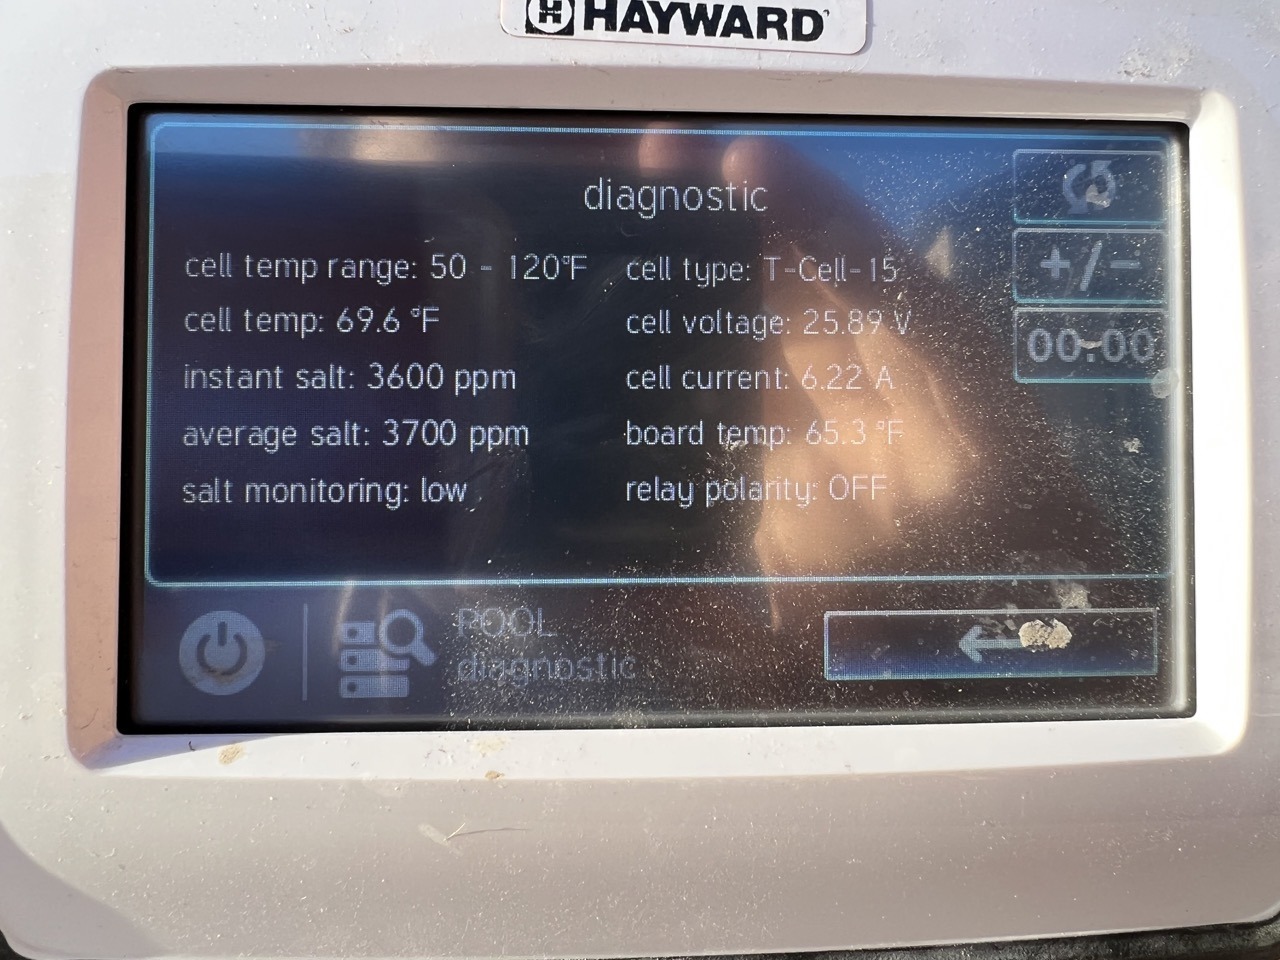 HAYWARD
diagnostic
cell temp range: 50 - 120°F
cell temp: 69.6 °F
instant salt: 3600 ppm
average salt: 3700 ppm
salt monitoring: low
cell type: T-Cell-15
cell voltage: 25.89 V
cell current: 6.22 A
board temp: 65.3 °F
relay polarity: OFF
+/-
00.00
POOL
diagnostic